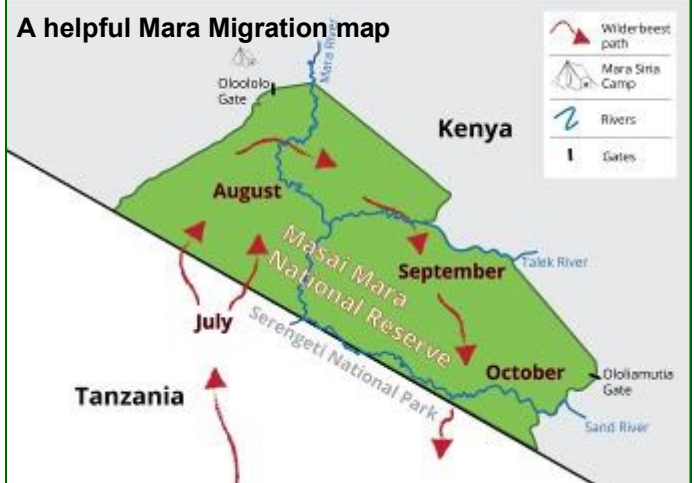 A helpful Mara Migration map
Wilderbeest
path
Mara Siria
Camp
Rivers
Gates
Mara River
Oloololo
Gate
Kenya
August
Masai Mara
National Reserve
Talek River
September
July
Serengeti National Park
October
Ololiamutia
Gate
Tanzania
Sand River